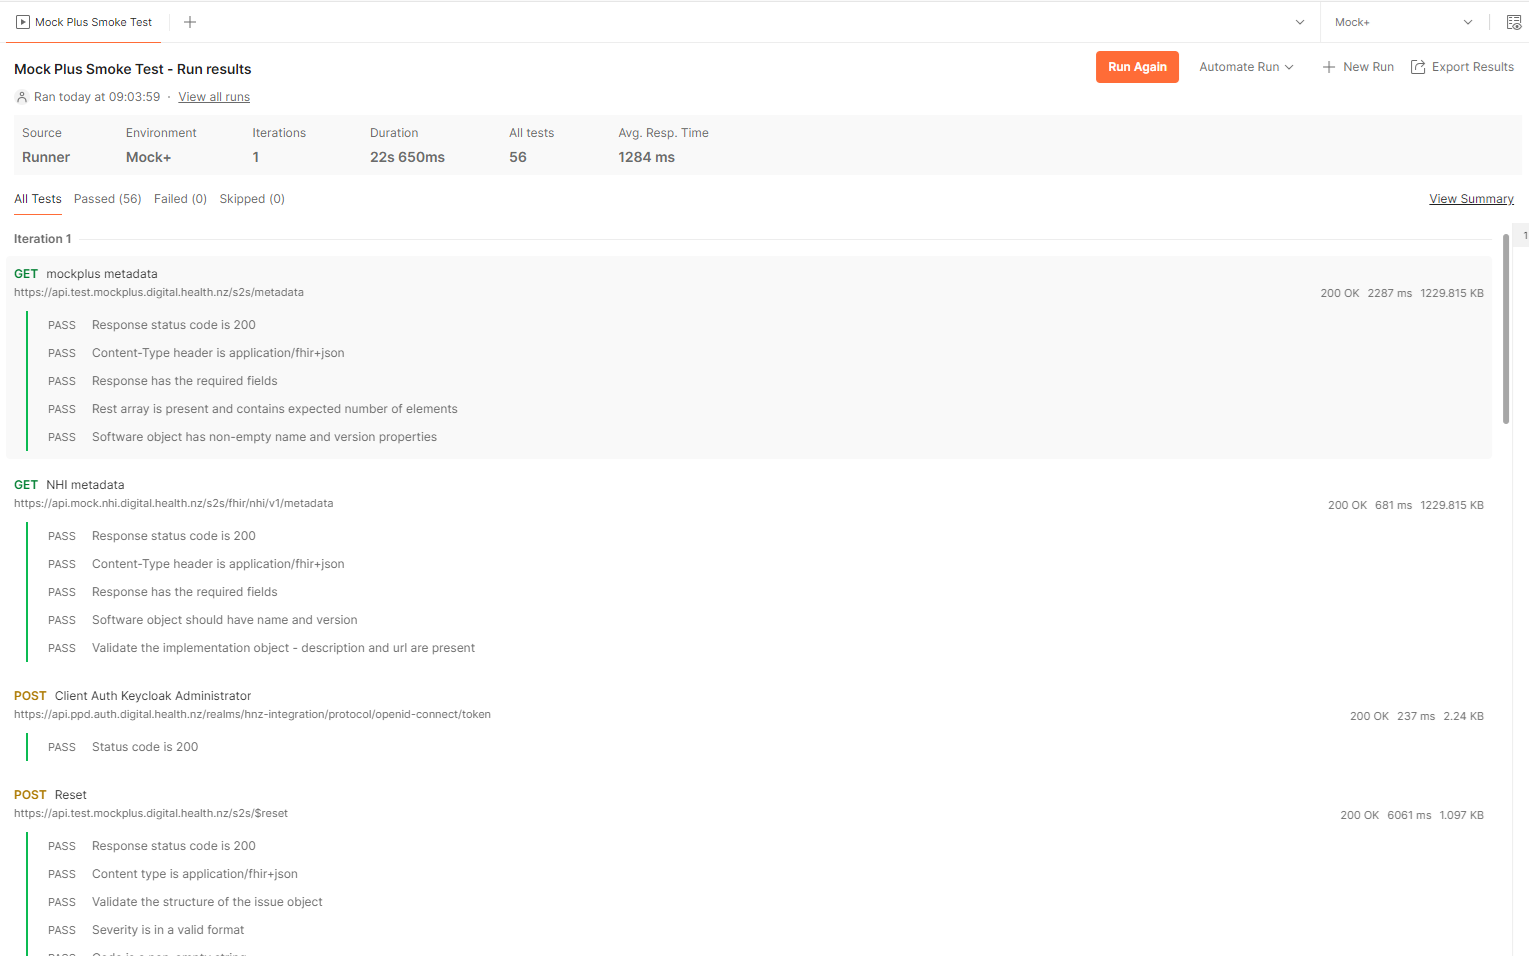 Mock Plus Smoke Test
Mock+
Mock Plus Smoke Test - Run results
Run Again
Automate Run
New Run
Export Results
Ran today at 09:03:59 · View all runs
Source Environment Iterations Duration All tests Avg. Resp. Time
Runner Mock+ 1 22s 650ms 56 1284 ms
All Tests Passed (56) Failed (0) Skipped (0) View Summary
Iteration 1
1
GET mockplus metadata
https://api.test.mockplus.digital.health.nz/s2s/metadata 200 OK 2287 ms 1229.815 KB
PASS Response status code is 200
PASS Content-Type header is application/fhir+json
PASS Response has the required fields
PASS Rest array is present and contains expected number of elements
PASS Software object has non-empty name and version properties
GET NHI metadata
https://api.mock.nhi.digital.health.nz/s2s/fhir/nhi/v1/metadata 200 OK 681 ms 1229.815 KB
PASS Response status code is 200
PASS Content-Type header is application/fhir+json
PASS Response has the required fields
PASS Software object should have name and version
PASS Validate the implementation object - description and url are present
POST Client Auth Keycloak Administrator
https://api.ppd.auth.digital.health.nz/realms/hnz-integration/protocol/openid-connect/token 200 OK 237 ms 2.24 KB
PASS Status code is 200
POST Reset
https://api.test.mockplus.digital.health.nz/s2s/$reset 200 OK 6061 ms 1.097 KB
PASS Response status code is 200
PASS Content type is application/fhir+json
PASS Validate the structure of the issue object
PASS Severity is in a valid format
PASS Code is a non-empty string